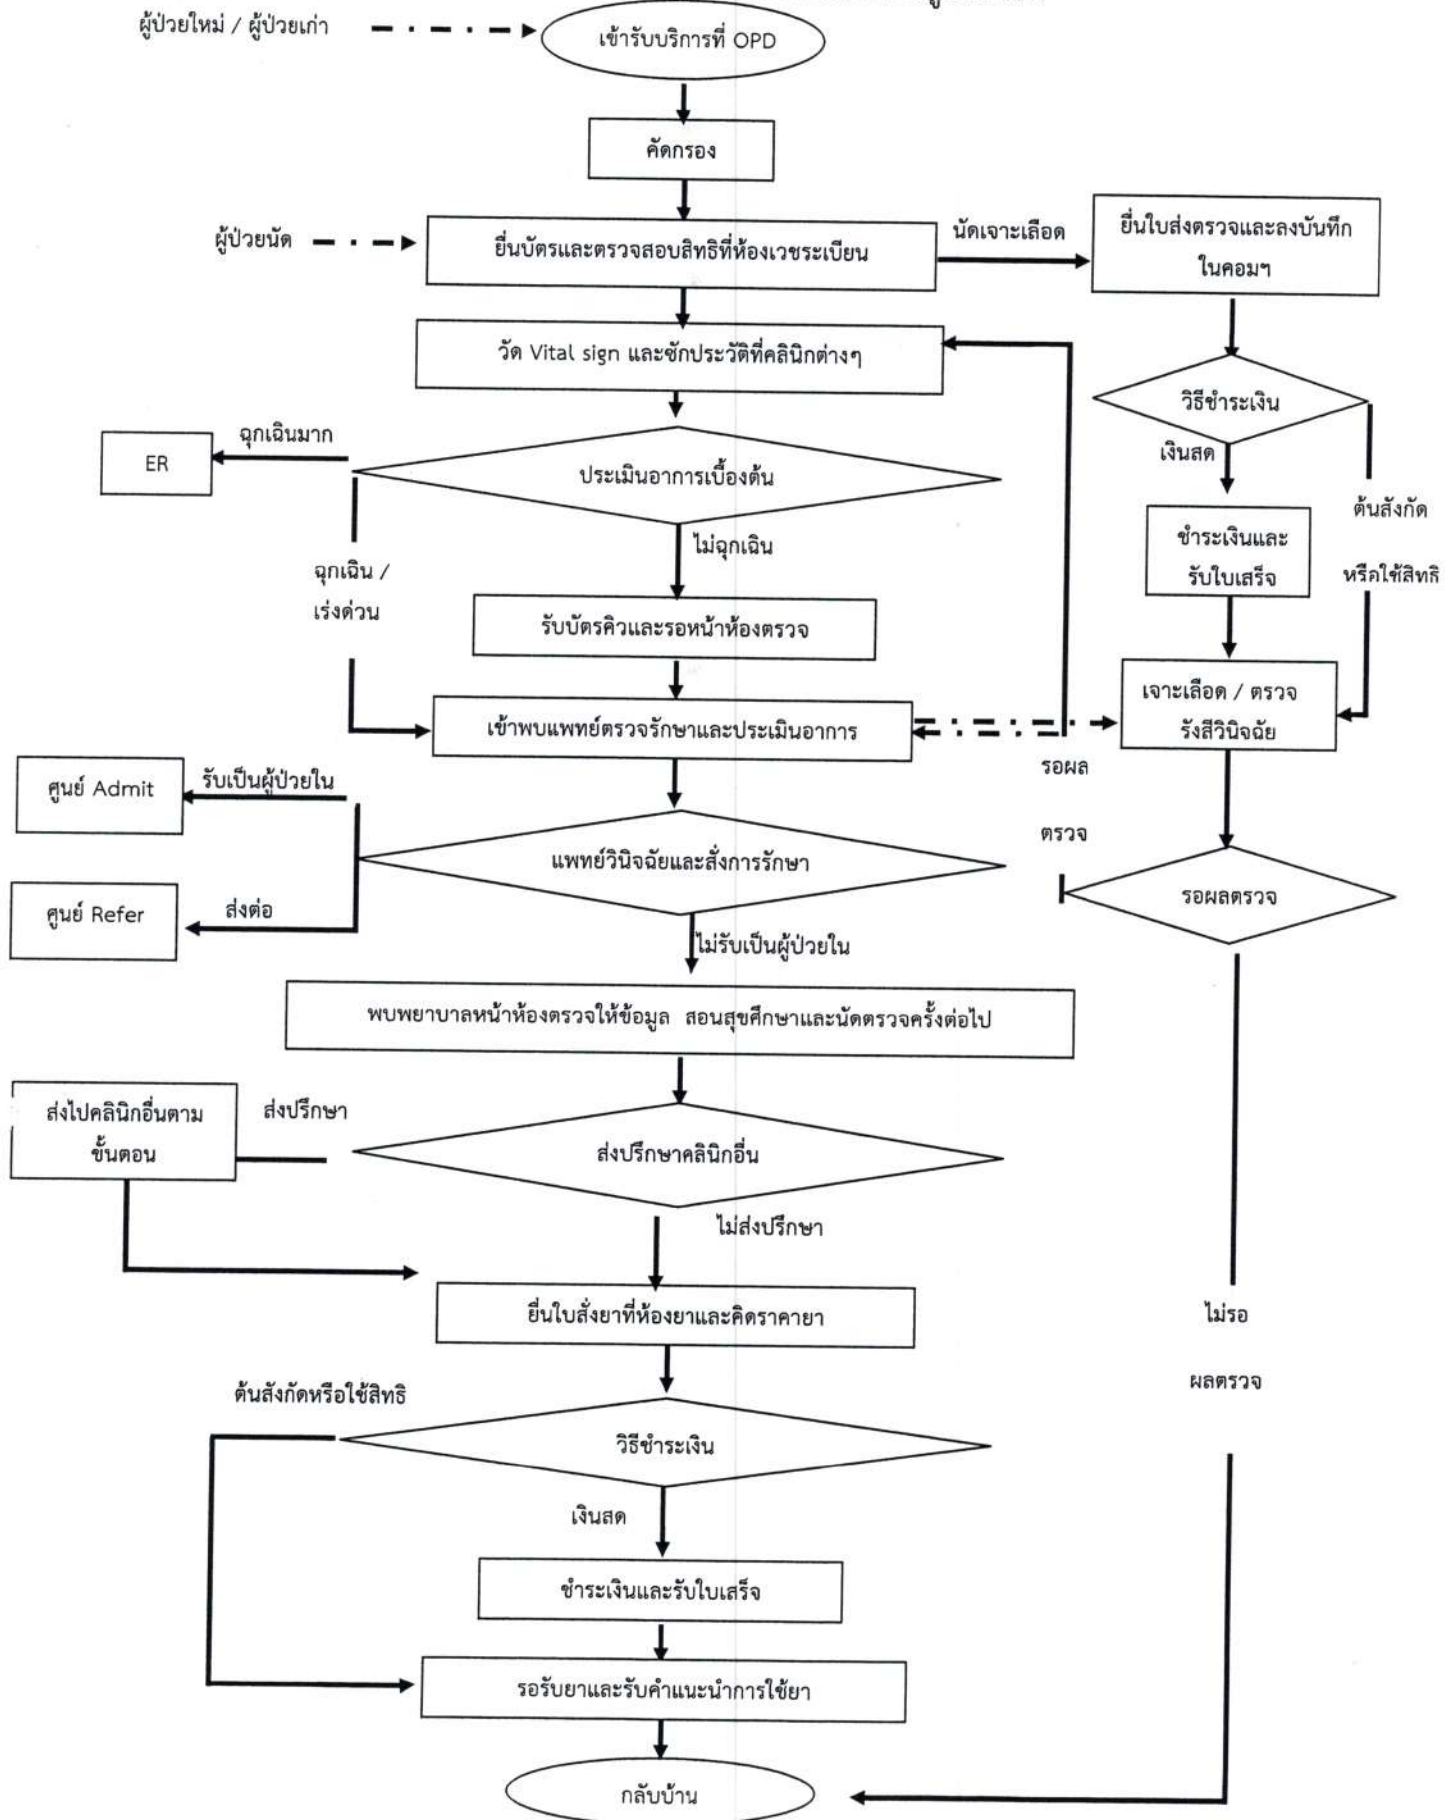 ผู้ป่วยใหม่ / ผู้ป่วยเก่า
เข้ารับบริการที่ OPD
คัดกรอง
ผู้ป่วยนัด
ยื่นบัตรและตรวจสอบสิทธิที่ห้องเวชระเบียน
นัดเจาะเลือด
ยื่นใบส่งตรวจและลงบันทึก
ในคอมฯ
วัด Vital sign และซักประวัติที่คลินิกต่างๆ
วิธีชำระเงิน
ฉุกเฉินมาก
ER
ประเมินอาการเบื้องต้น
เงินสด
ต้นสังกัด
หรือใช้สิทธิ
ไม่ฉุกเฉิน
ชำระเงินและ
รับใบเสร็จ
ฉุกเฉิน /
เร่งด่วน
รับบัตรคิวและรอหน้าห้องตรวจ
เข้าพบแพทย์ตรวจรักษาและประเมินอาการ
เจาะเลือด / ตรวจ
รังสีวินิจฉัย
รอผล
ตรวจ
ศูนย์ Admit
รับเป็นผู้ป่วยใน
แพทย์วินิจฉัยและสั่งการรักษา
รอผลตรวจ
ศูนย์ Refer
ส่งต่อ
ไม่รับเป็นผู้ป่วยใน
พบพยาบาลหน้าห้องตรวจให้ข้อมูล สอนสุขศึกษาและนัดตรวจครั้งต่อไป
ส่งไปคลินิกอื่นตาม
ขั้นตอน
ส่งปรึกษา
ส่งปรึกษาคลินิกอื่น
ไม่ส่งปรึกษา
ยื่นใบสั่งยาที่ห้องยาและคิดราคายา
ไม่รอ
ผลตรวจ
ต้นสังกัดหรือใช้สิทธิ
วิธีชำระเงิน
เงินสด
ชำระเงินและรับใบเสร็จ
รอรับยาและรับคำแนะนำการใช้ยา
กลับบ้าน